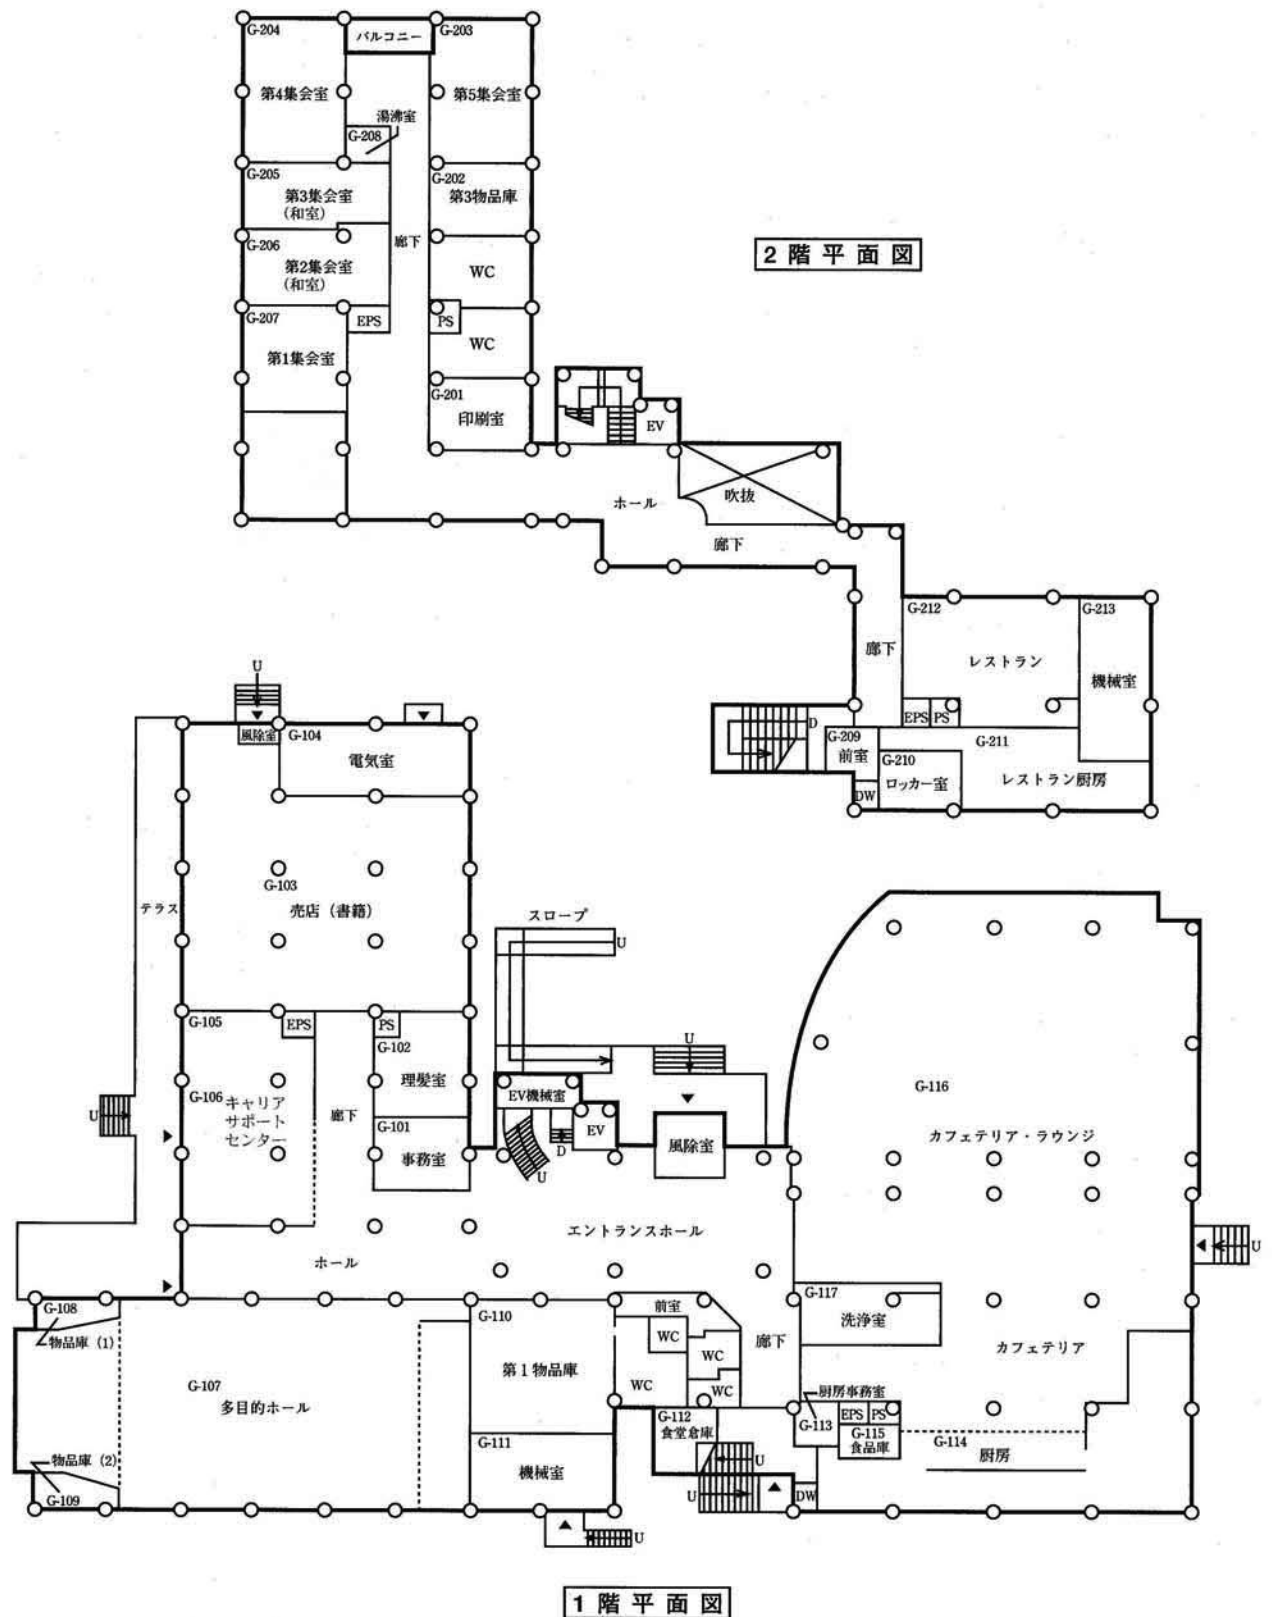 G-204
バルコニー
G-203
第4集会室
第5集会室
湯沸室
G-208
G-205
第3集会室
(和室)
G-202
第3物品庫
廊下
G-206
第2集会室
(和室)
WC
2階平面図
G-207
EPS
PS
第1集会室
WC
G-201
印刷室
EV
吹抜
ホール
廊下
G-212
G-213
廊下
レストラン
機械室
EPS
PS
D
G-209
前室
G-211
G-210
ロッカー室
レストラン厨房
DW
U
風除室
G-104
電気室
G-103
テラス
売店(書籍)
スロープ
U
G-105
EPS
PS
G-102
理髪室
U
G-116
EV機械室
G-106
キャリア
サポート
センター
U
廊下
G-101
事務室
EV
D
U
風除室
カフェテリア・ラウンジ
エントランスホール
U
ホール
G-108
物品庫(1)
G-110
前室
G-117
洗浄室
WC
廊下
カフェテリア
WC
第1物品庫
G-107
多目的ホール
WC
WC
厨房事務室
G-112
食堂倉庫
G-113
EPS
PS
G-115
食品庫
G-114
厨房
G-111
機械室
物品庫(2)
G-109
U
U
DW
U
1階平面図